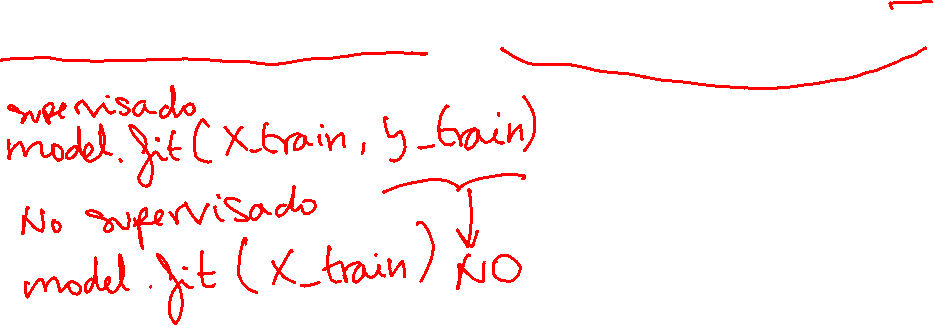 supervisado
model.fit(X_train, y_train)
No supervisado
model.fit(X_train) NO